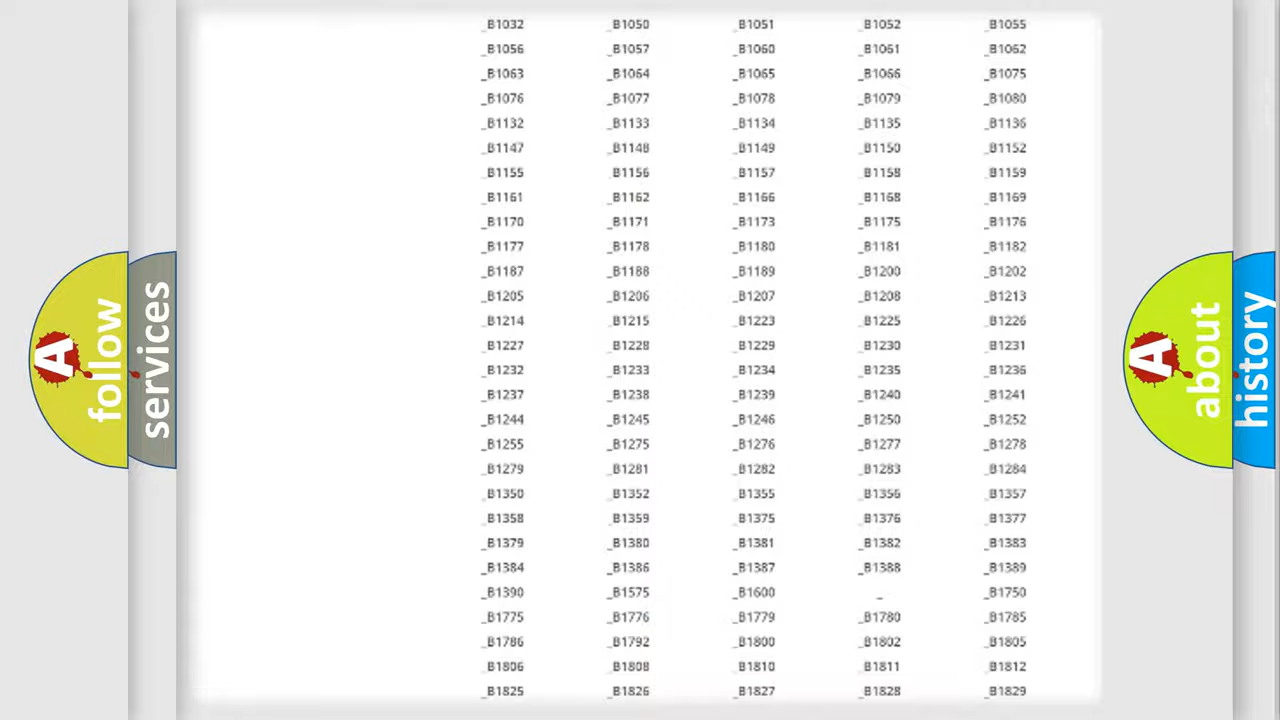 _B1032 _B1050 _B1051 _B1052 _B1055
_B1056 _B1057 _B1060 _B1061 _B1062
_B1063 _B1064 _B1065 _B1066 _B1075
_B1076 _B1077 _B1078 _B1079 _B1080
_B1132 _B1133 _B1134 _B1135 _B1136
_B1147 _B1148 _B1149 _B1150 _B1152
_B1155 _B1156 _B1157 _B1158 _B1159
_B1161 _B1162 _B1166 _B1168 _B1169
_B1170 _B1171 _B1173 _B1175 _B1176
_B1177 _B1178 _B1180 _B1181 _B1182
_B1187 _B1188 _B1189 _B1200 _B1202
_B1205 _B1206 _B1207 _B1208 _B1213
_B1214 _B1215 _B1223 _B1225 _B1226
_B1227 _B1228 _B1229 _B1230 _B1231
_B1232 _B1233 _B1234 _B1235 _B1236
_B1237 _B1238 _B1239 _B1240 _B1241
_B1244 _B1245 _B1246 _B1250 _B1252
_B1255 _B1275 _B1276 _B1277 _B1278
_B1279 _B1281 _B1282 _B1283 _B1284
_B1350 _B1352 _B1355 _B1356 _B1357
_B1358 _B1359 _B1375 _B1376 _B1377
_B1379 _B1380 _B1381 _B1382 _B1383
_B1384 _B1386 _B1387 _B1388 _B1389
_B1390 _B1575 _B1600 _ _B1750
_B1775 _B1776 _B1779 _B1780 _B1785
_B1786 _B1792 _B1800 _B1802 _B1805
_B1806 _B1808 _B1810 _B1811 _B1812
_B1825 _B1826 _B1827 _B1828 _B1829
A follow
services
A about
history